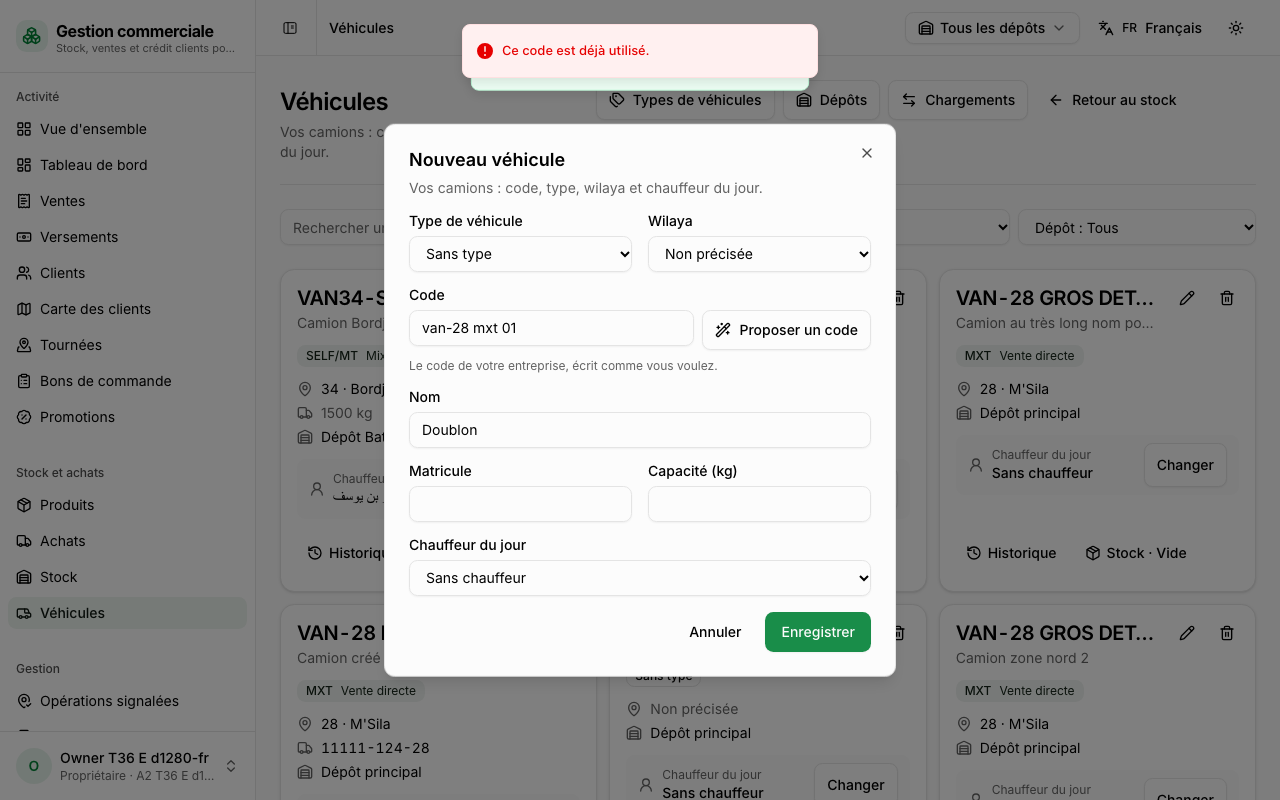 Gestion commerciale
Stock, ventes et crédit clients po...
Activité
Vue d'ensemble
Tableau de bord
Ventes
Versements
Clients
Carte des clients
Tournées
Bons de commande
Promotions
Stock et achats
Produits
Achats
Stock
Véhicules
Gestion
Opérations signalées
O
Owner T36 E d1280-fr
Propriétaire · A2 T36 E d1...
Véhicules
Tous les dépôts
FR Français
Ce code est déjà utilisé.
Véhicules
Types de véhicules
Dépôts
Chargements
Retour au stock
Vos camions : c
du jour.
Rechercher
Dépôt : Tous
Nouveau véhicule
Vos camions : code, type, wilaya et chauffeur du jour.
Type de véhicule
Wilaya
Sans type
Non précisée
Code
van-28 mxt 01
Proposer un code
Le code de votre entreprise, écrit comme vous voulez.
Nom
Doublon
Matricule
Capacité (kg)
Chauffeur du jour
Sans chauffeur
Annuler
Enregistrer
VAN34-S
Camion Bordj
SELF/MT Mix
34 · Bordj
1500 kg
Dépôt Bat
Chauffe
بن يوسف
Historiqu
VAN-28 GROS DET...
Camion au très long nom po...
MXT Vente directe
28 · M'Sila
Dépôt principal
Chauffeur du jour
Sans chauffeur
Changer
Historique
Stock · Vide
VAN-28
Camion créé
MXT Vente directe
28 · M'Sila
11111-124-28
Dépôt principal
Sans type
Non précisée
Dépôt principal
Chauffeur du jour
Sans chauffeur
Changer
VAN-28 GROS DET...
Camion zone nord 2
MXT Vente directe
28 · M'Sila
Dépôt principal
Chauffeur du jour
Sans chauffeur
Changer